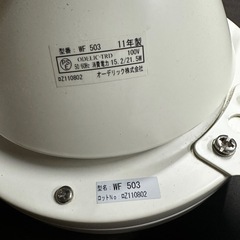 型番 WF 503 11年製
ODELIC-TRD 100V
50/60Hz 消費電力 15.2/21.5W
0Z110802 オーデリック株式会社
型名: WF 503
ロットNo. 0Z110802